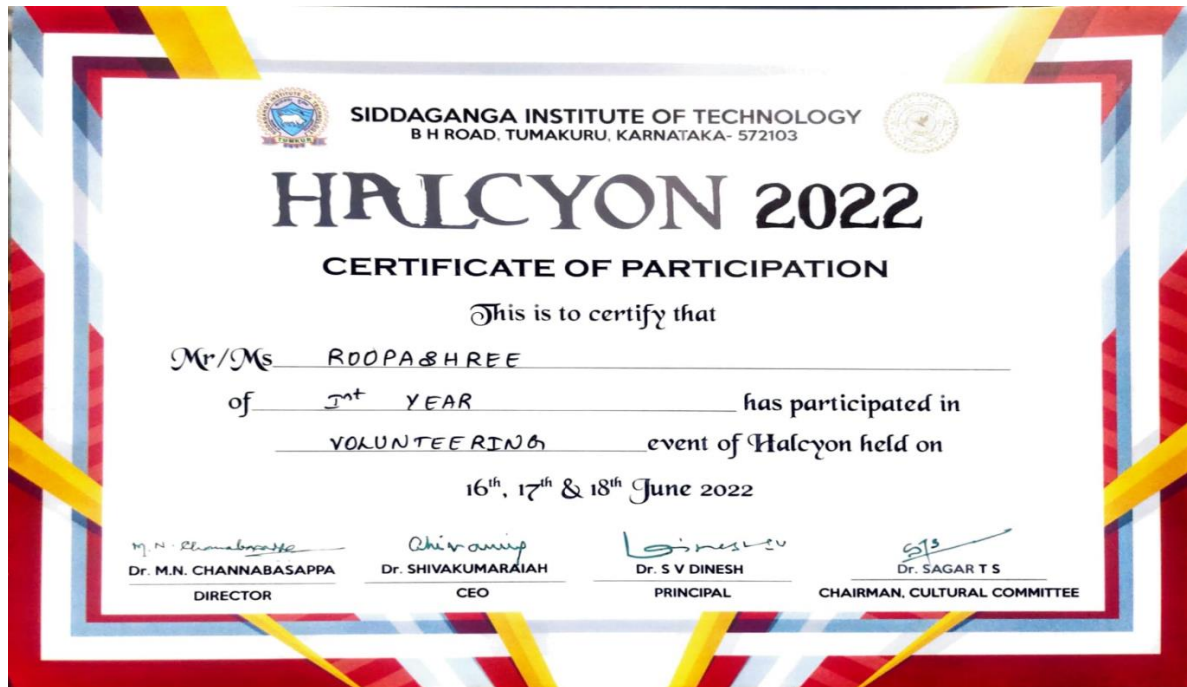 SIDDAGANGA INSTITUTE OF TECHNOLOGY
B H ROAD, TUMAKURU, KARNATAKA- 572103
HALCYON 2022
CERTIFICATE OF PARTICIPATION
This is to certify that
Mr/Ms ROOPASHREE
of Ist YEAR has participated in
VOLUNTEERING event of Halcyon held on
16th, 17th & 18th June 2022
Dr. M.N. CHANNABASAPPA Dr. SHIVAKUMARAIAH Dr. S V DINESH Dr. SAGAR T S
DIRECTOR CEO PRINCIPAL CHAIRMAN, CULTURAL COMMITTEE